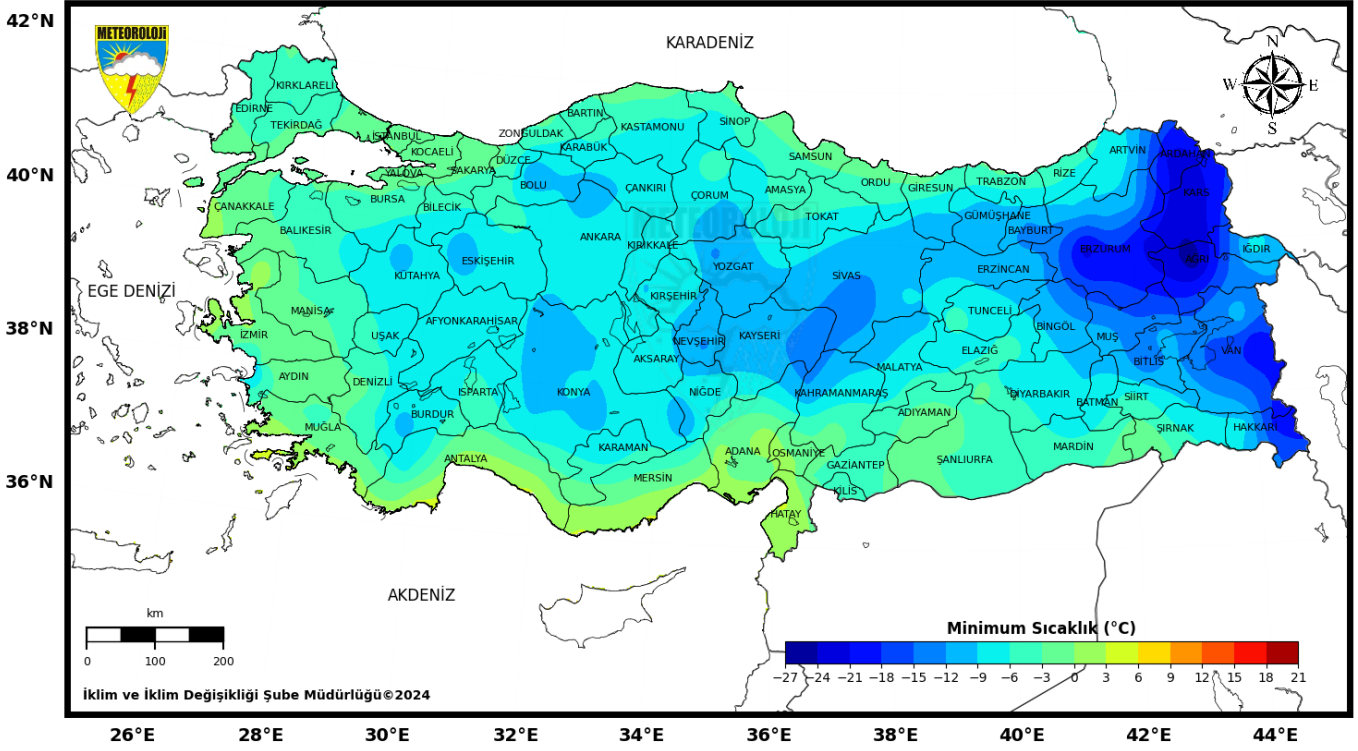 42°N
40°N
38°N
36°N
METEOROLOJİ
KARADENİZ
N
W E
S
KIRKLARELİ
EDİRNE
TEKİRDAĞ
İSTANBUL
KOCAELİ
YALOVA
SAKARYA
DÜZCE
ZONGULDAK
BARTIN
KARABÜK
KASTAMONU
SİNOP
SAMSUN
BOLU
ÇANKIRI
ÇORUM
AMASYA
ORDU
GİRESUN
TRABZON
RİZE
ARTVİN
ARDAHAN
KARS
ÇANAKKALE
BURSA
BİLECİK
TOKAT
GÜMÜŞHANE
BAYBURT
BALIKESİR
ANKARA
KIRIKKALE
METEOROLOJİ
ERZURUM
IĞDIR
AĞRI
EGE DENİZİ
KÜTAHYA
ESKİŞEHİR
YOZGAT
SİVAS
ERZİNCAN
KIRŞEHİR
MANİSA
TUNCELİ
İZMİR
UŞAK
AFYONKARAHİSAR
NEVŞEHİR
KAYSERİ
BİNGÖL
MUŞ
ELAZIĞ
VAN
BİTLİS
AKSARAY
MALATYA
AYDIN
DENİZLİ
ISPARTA
KONYA
NİĞDE
KAHRAMANMARAŞ
DİYARBAKIR
BATMAN
SİİRT
BURDUR
ADIYAMAN
MUĞLA
ŞIRNAK
HAKKARİ
ANTALYA
KARAMAN
ADANA
OSMANİYE
GAZİANTEP
ŞANLIURFA
MARDİN
MERSİN
KİLİS
HATAY
AKDENİZ
km
0 100 200
Minimum Sıcaklık (°C)
−27 −24 −21 −18 −15 −12 −9 −6 −3 0 3 6 9 12 15 18 21
İklim ve İklim Değişikliği Şube Müdürlüğü©2024
26°E 28°E 30°E 32°E 34°E 36°E 38°E 40°E 42°E 44°E